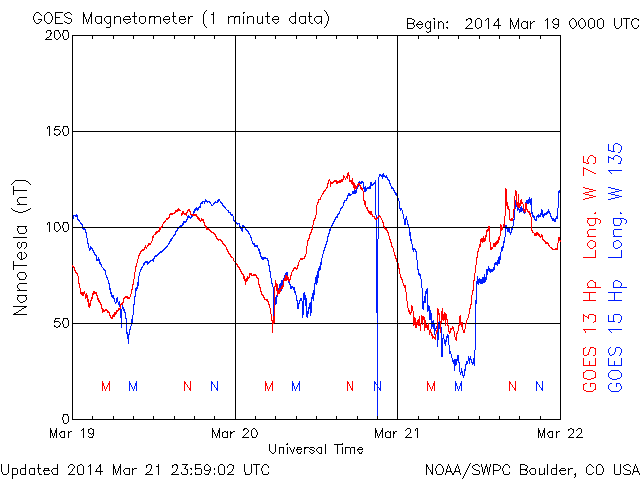 GOES Magnetometer (1 minute data)
Begin: 2014 Mar 19 0000 UTC
200
150
100
50
0
NanoTesla (nT)
M M N N M M N N M M N N
Mar 19 Mar 20 Mar 21 Mar 22
Universal Time
GOES 13 Hp Long. W 75
GOES 15 Hp Long. W 135
Updated 2014 Mar 21 23:59:02 UTC
NOAA/SWPC Boulder, CO USA